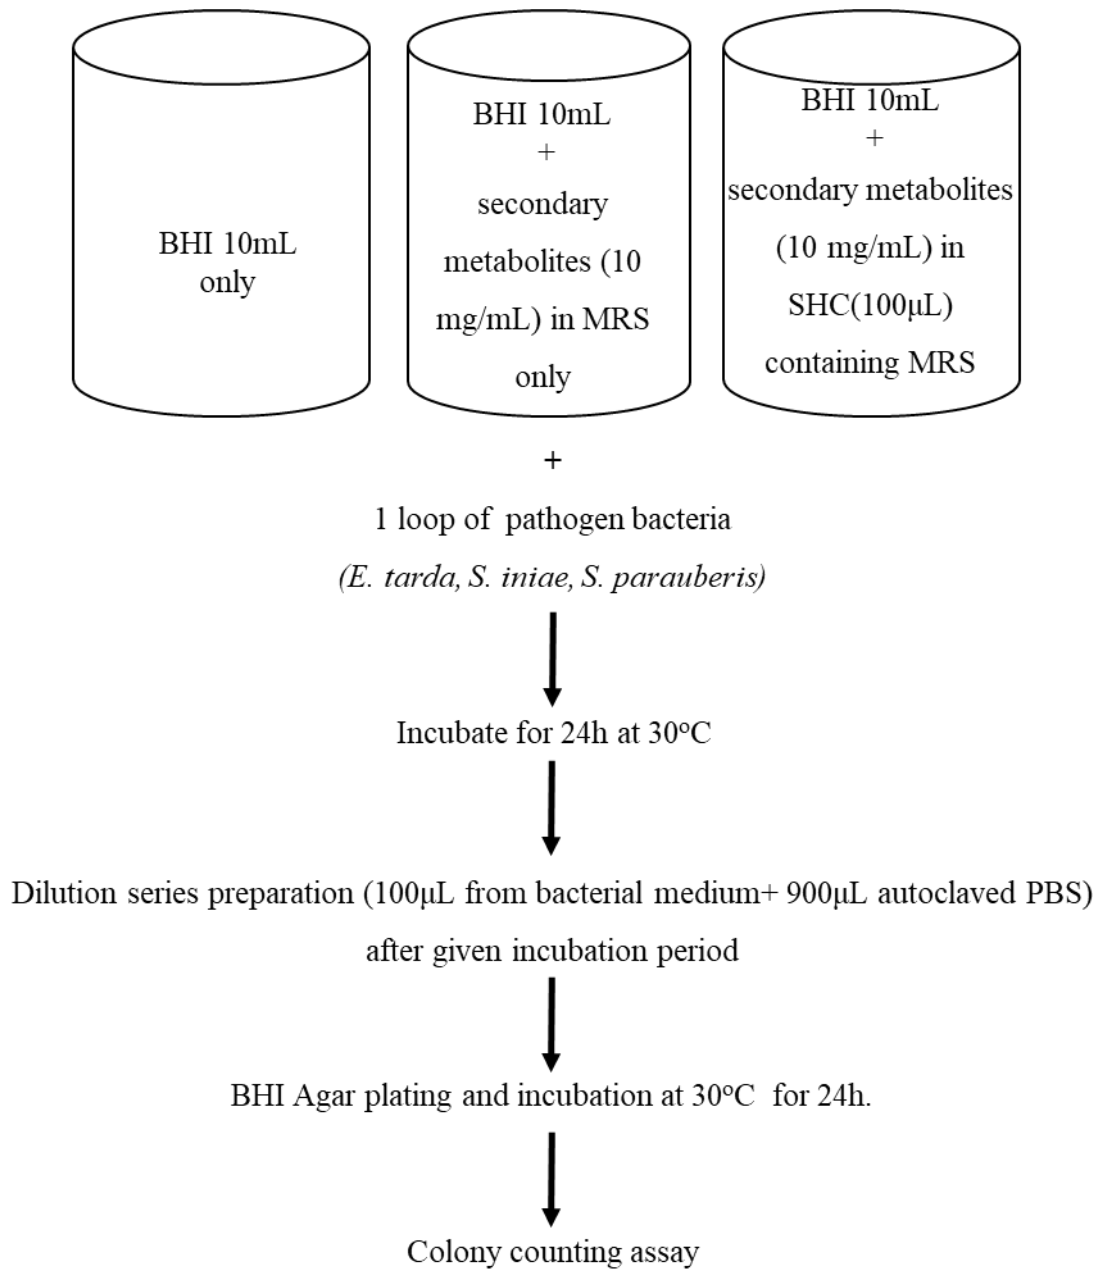 BHI 10mL
only
BHI 10mL
+
secondary
metabolites (10
mg/mL) in MRS
only
BHI 10mL
+
secondary metabolites
(10 mg/mL) in
SHC(100μL)
containing MRS
+
1 loop of pathogen bacteria
(E. tarda, S. iniae, S. parauberis)
Incubate for 24h at 30°C
Dilution series preparation (100μL from bacterial medium+ 900μL autoclaved PBS)
after given incubation period
BHI Agar plating and incubation at 30°C for 24h.
Colony counting assay